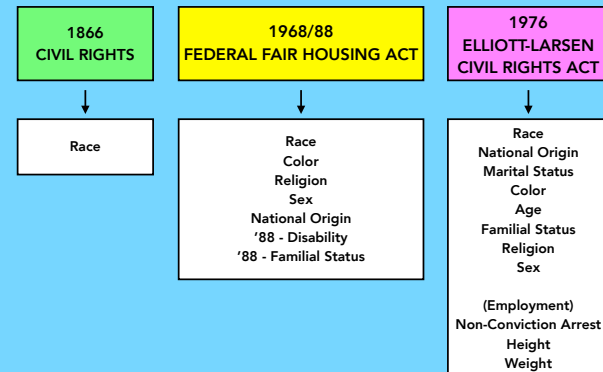 1866
CIVIL RIGHTS
Race
1968/88
FEDERAL FAIR HOUSING ACT
Race
Color
Religion
Sex
National Origin
’88 - Disability
’88 - Familial Status
1976
ELLIOTT-LARSEN
CIVIL RIGHTS ACT
Race
National Origin
Marital Status
Color
Age
Familial Status
Religion
Sex
(Employment)
Non-Conviction Arrest
Height
Weight